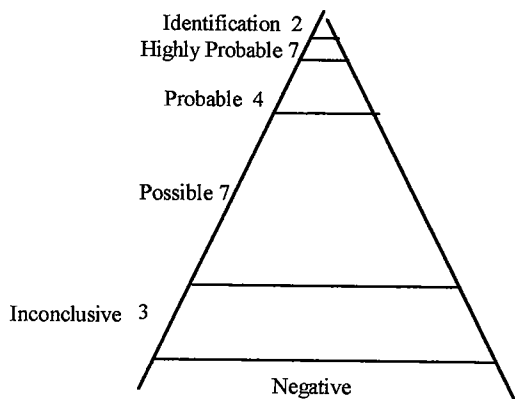 Identification 2
Highly Probable 7
Probable 4
Possible 7
Inconclusive 3
Negative